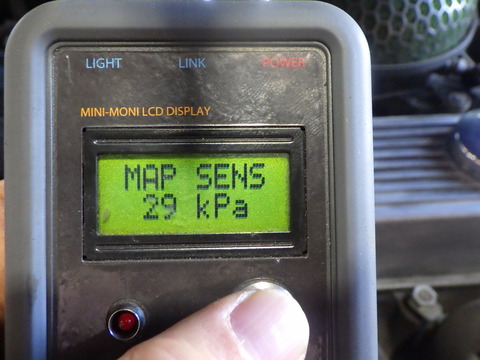 LIGHT LINK POWER
MINI-MONI LCD DISPLAY
MAP SENS
29 kPa